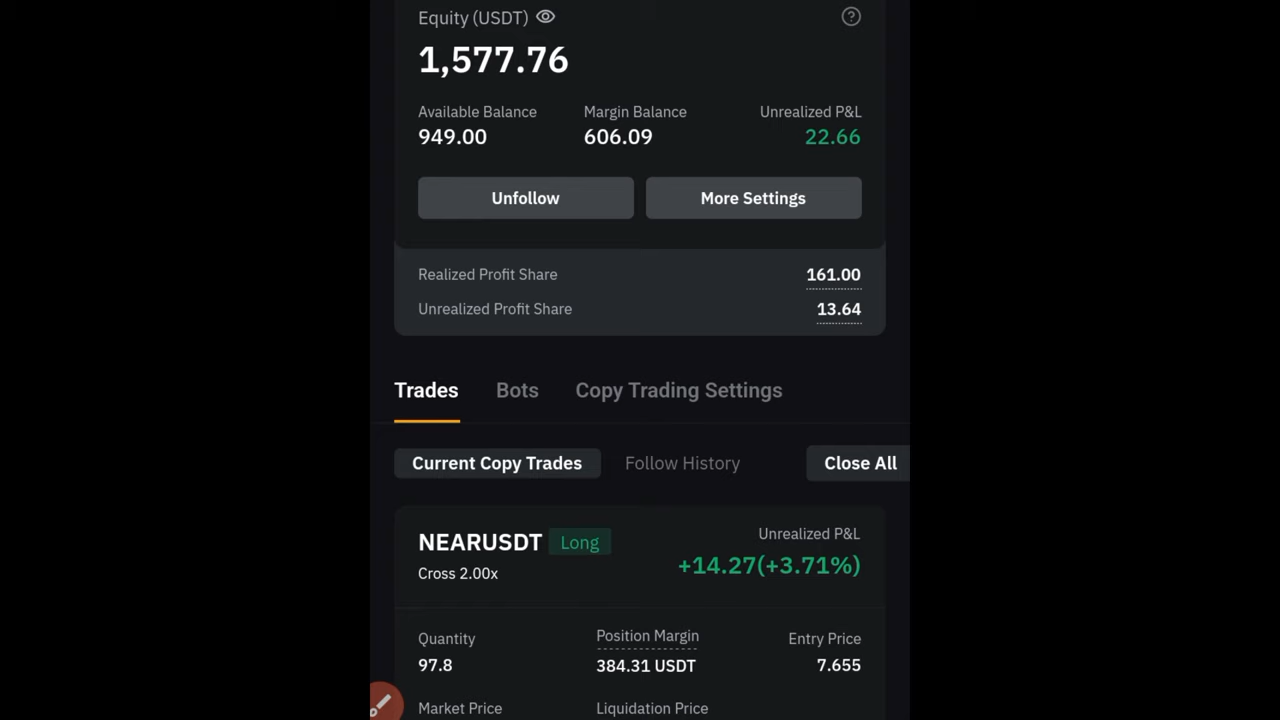 Equity (USDT)
1,577.76
Available Balance Margin Balance Unrealized P&L
949.00 606.09 22.66
Unfollow More Settings
Realized Profit Share 161.00
Unrealized Profit Share 13.64
Trades Bots Copy Trading Settings
Current Copy Trades Follow History Close All
NEARUSDT Long Unrealized P&L
Cross 2.00x +14.27(+3.71%)
Quantity Position Margin Entry Price
97.8 384.31 USDT 7.655
Market Price Liquidation Price